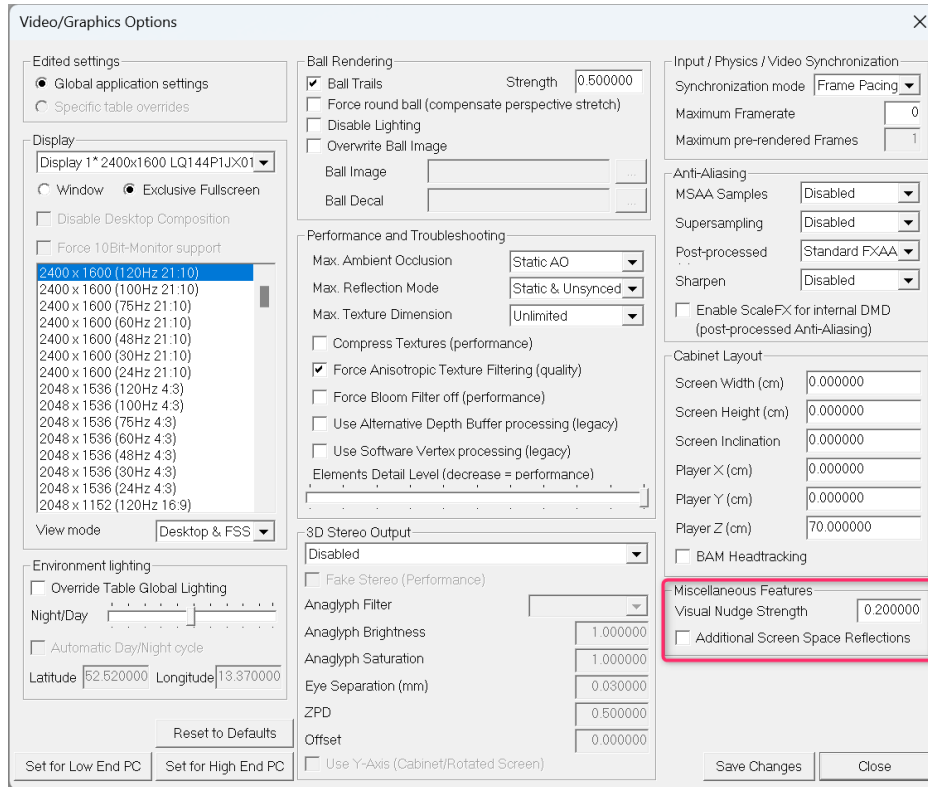 Video/Graphics Options
Edited settings
Global application settings
Specific table overrides
Display
Display 1* 2400x1600 LQ144P1JX01
Window Exclusive Fullscreen
Disable Desktop Composition
Force 10Bit-Monitor support
2400 x 1600 (120Hz 21:10)
2400 x 1600 (100Hz 21:10)
2400 x 1600 (75Hz 21:10)
2400 x 1600 (60Hz 21:10)
2400 x 1600 (48Hz 21:10)
2400 x 1600 (30Hz 21:10)
2400 x 1600 (24Hz 21:10)
2048 x 1536 (120Hz 4:3)
2048 x 1536 (100Hz 4:3)
2048 x 1536 (75Hz 4:3)
2048 x 1536 (60Hz 4:3)
2048 x 1536 (48Hz 4:3)
2048 x 1536 (30Hz 4:3)
2048 x 1536 (24Hz 4:3)
2048 x 1152 (120Hz 16:9)
View mode Desktop & FSS
Environment lighting
Override Table Global Lighting
Night/Day
Automatic Day/Night cycle
Latitude 52.520000 Longitude 13.370000
Reset to Defaults
Set for Low End PC Set for High End PC
Ball Rendering
Ball Trails Strength 0.500000
Force round ball (compensate perspective stretch)
Disable Lighting
Overwrite Ball Image
Ball Image ...
Ball Decal ...
Performance and Troubleshooting
Max. Ambient Occlusion Static AO
Max. Reflection Mode Static & Unsynced
Max. Texture Dimension Unlimited
Compress Textures (performance)
Force Anisotropic Texture Filtering (quality)
Force Bloom Filter off (performance)
Use Alternative Depth Buffer processing (legacy)
Use Software Vertex processing (legacy)
Elements Detail Level (decrease = performance)
3D Stereo Output
Disabled
Fake Stereo (Performance)
Anaglyph Filter
Anaglyph Brightness 1.000000
Anaglyph Saturation 1.000000
Eye Separation (mm) 0.030000
ZPD 0.500000
Offset 0.000000
Use Y-Axis (Cabinet/Rotated Screen)
Input / Physics / Video Synchronization
Synchronization mode Frame Pacing
Maximum Framerate 0
Maximum pre-rendered Frames 1
Anti-Aliasing
MSAA Samples Disabled
Supersampling Disabled
Post-processed Standard FXAA
Sharpen Disabled
Enable ScaleFX for internal DMD
(post-processed Anti-Aliasing)
Cabinet Layout
Screen Width (cm) 0.000000
Screen Height (cm) 0.000000
Screen Inclination 0.000000
Player X (cm) 0.000000
Player Y (cm) 0.000000
Player Z (cm) 70.000000
BAM Headtracking
Miscellaneous Features
Visual Nudge Strength 0.200000
Additional Screen Space Reflections
Save Changes Close